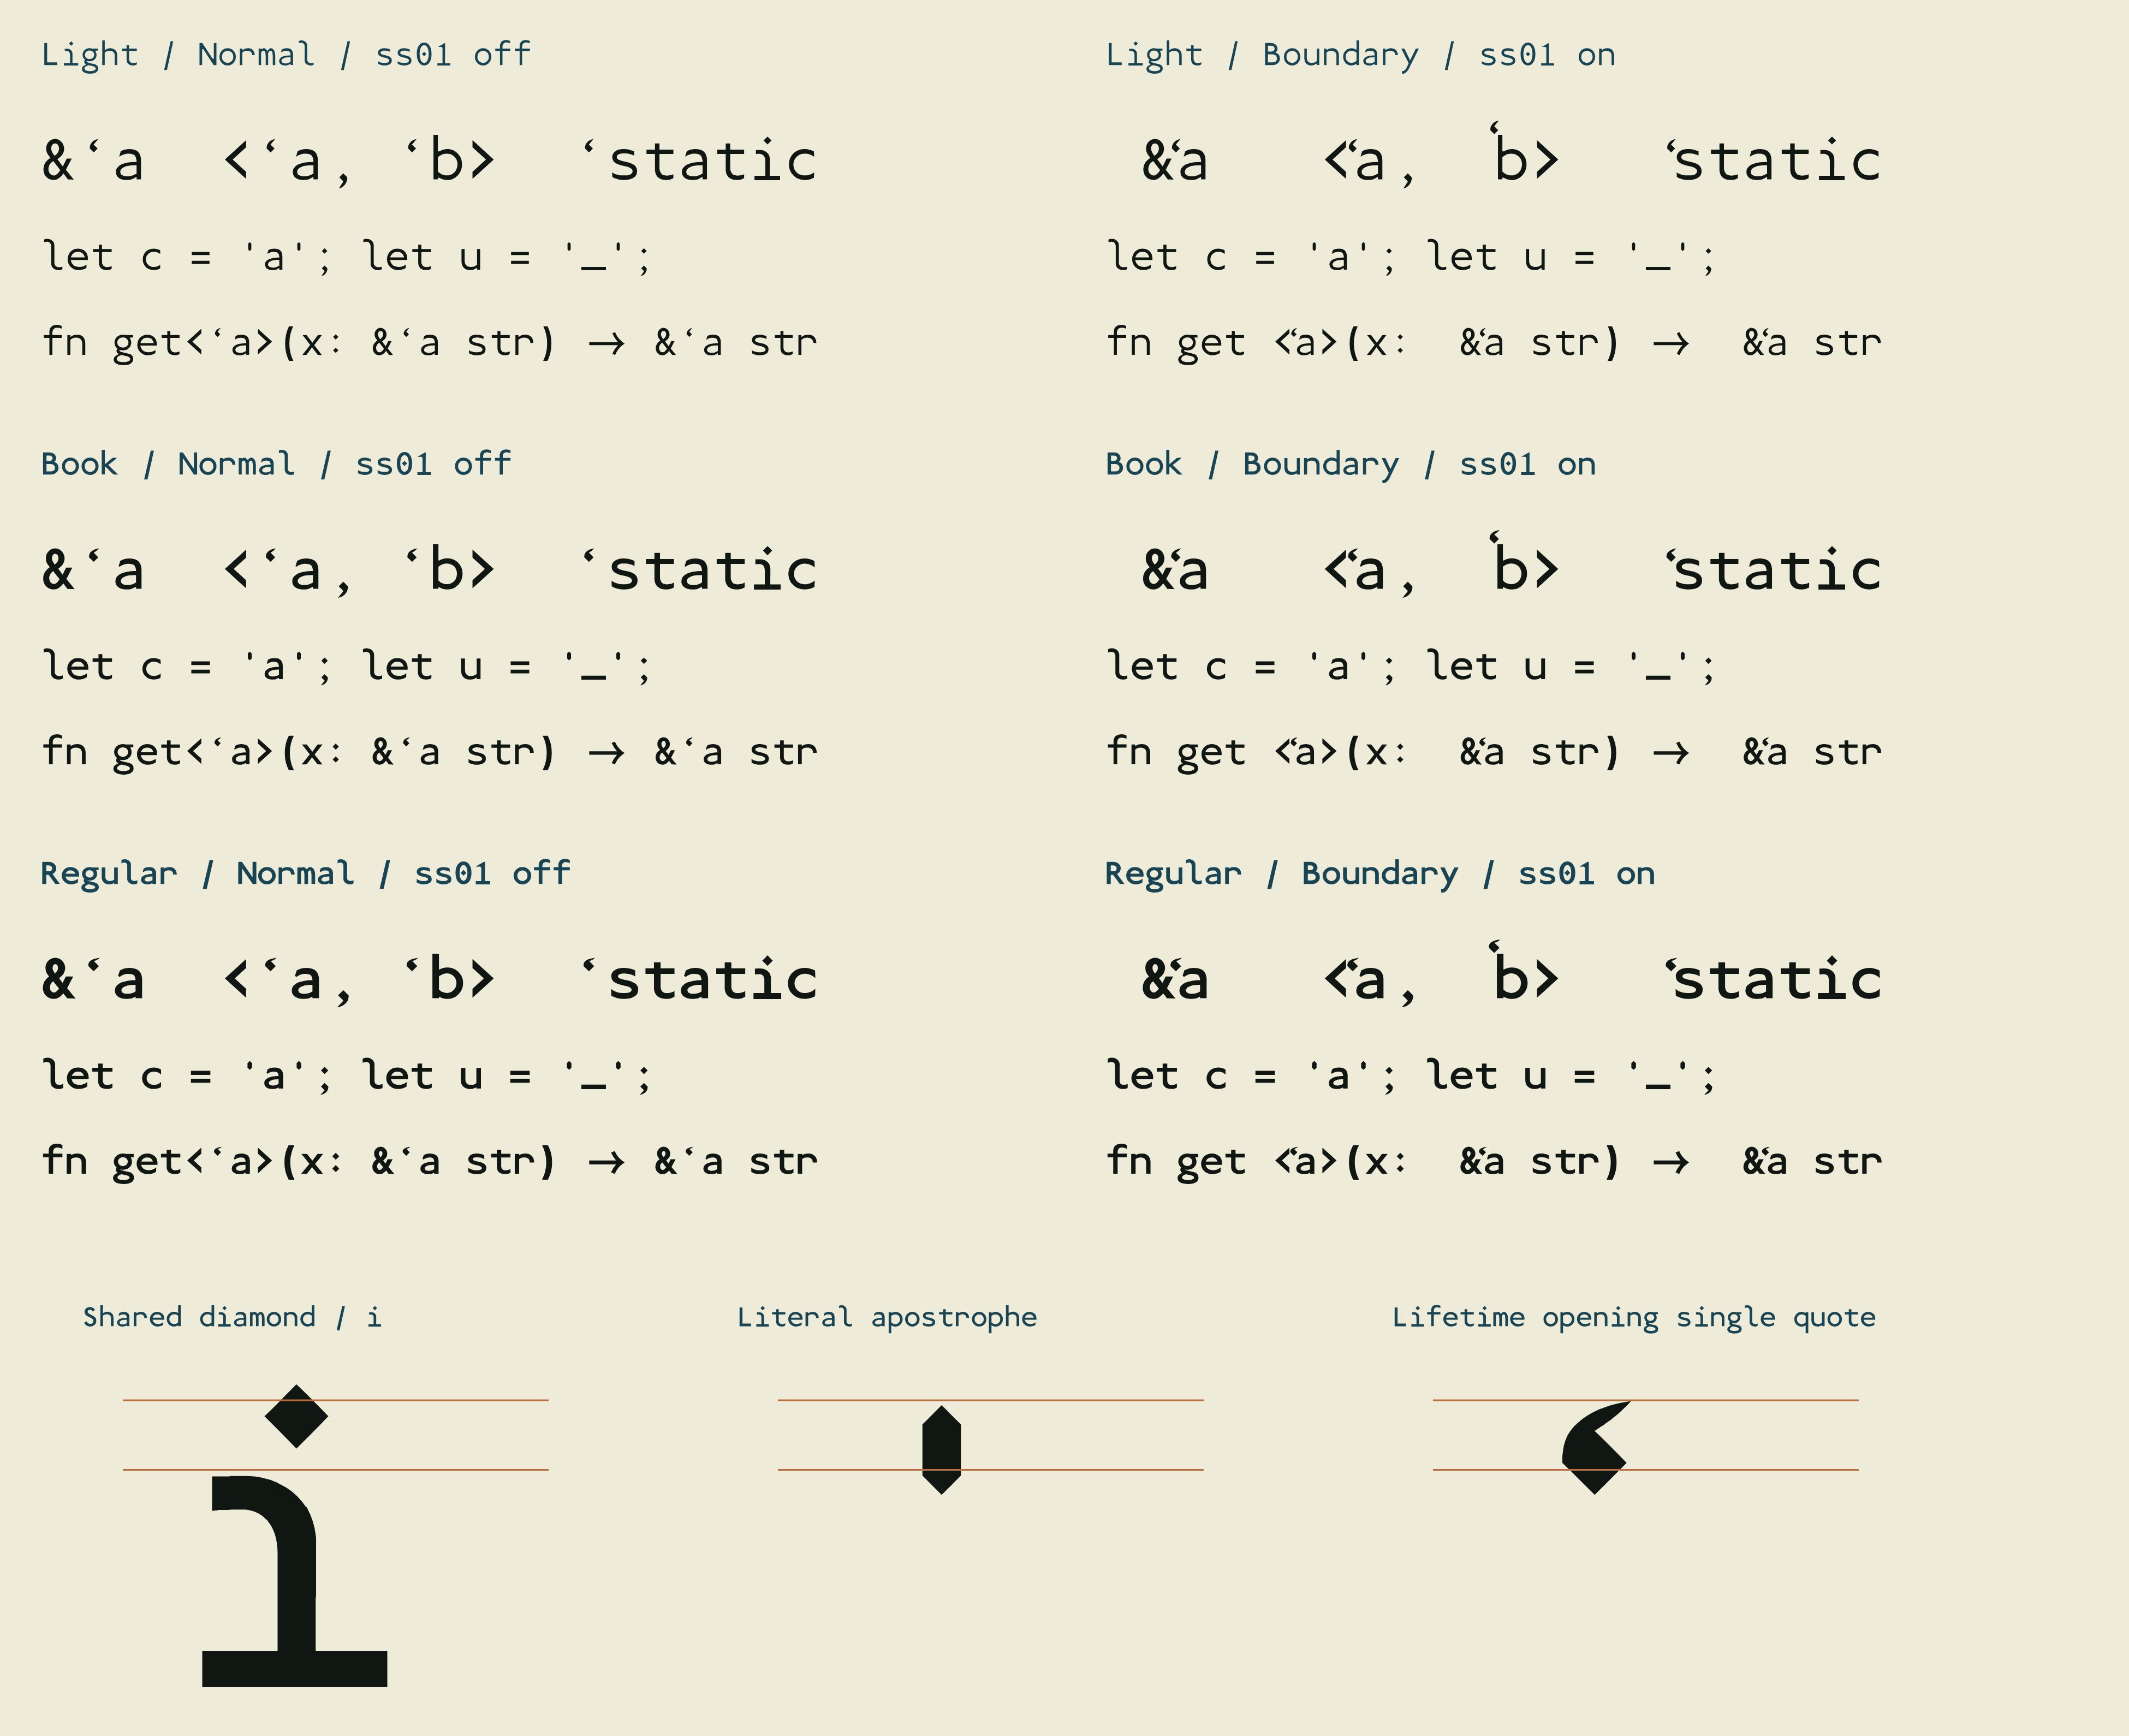 Light / Normal / ss01 off
&‘a  <‘a, ‘b>  ‘static
let c = 'a'; let u = '_';
fn get<‘a>(x: &‘a str) → &‘a str
Light / Boundary / ss01 on
&‘a  <‘a, ‘b>  ‘static
let c = 'a'; let u = '_';
fn get <‘a>(x:  &‘a str) →  &‘a str
Book / Normal / ss01 off
&‘a  <‘a, ‘b>  ‘static
let c = 'a'; let u = '_';
fn get<‘a>(x: &‘a str) → &‘a str
Book / Boundary / ss01 on
&‘a  <‘a, ‘b>  ‘static
let c = 'a'; let u = '_';
fn get <‘a>(x:  &‘a str) →  &‘a str
Regular / Normal / ss01 off
&‘a  <‘a, ‘b>  ‘static
let c = 'a'; let u = '_';
fn get<‘a>(x: &‘a str) → &‘a str
Regular / Boundary / ss01 on
&‘a  <‘a, ‘b>  ‘static
let c = 'a'; let u = '_';
fn get <‘a>(x:  &‘a str) →  &‘a str
Shared diamond / i
i
Literal apostrophe
'
Lifetime opening single quote
‘